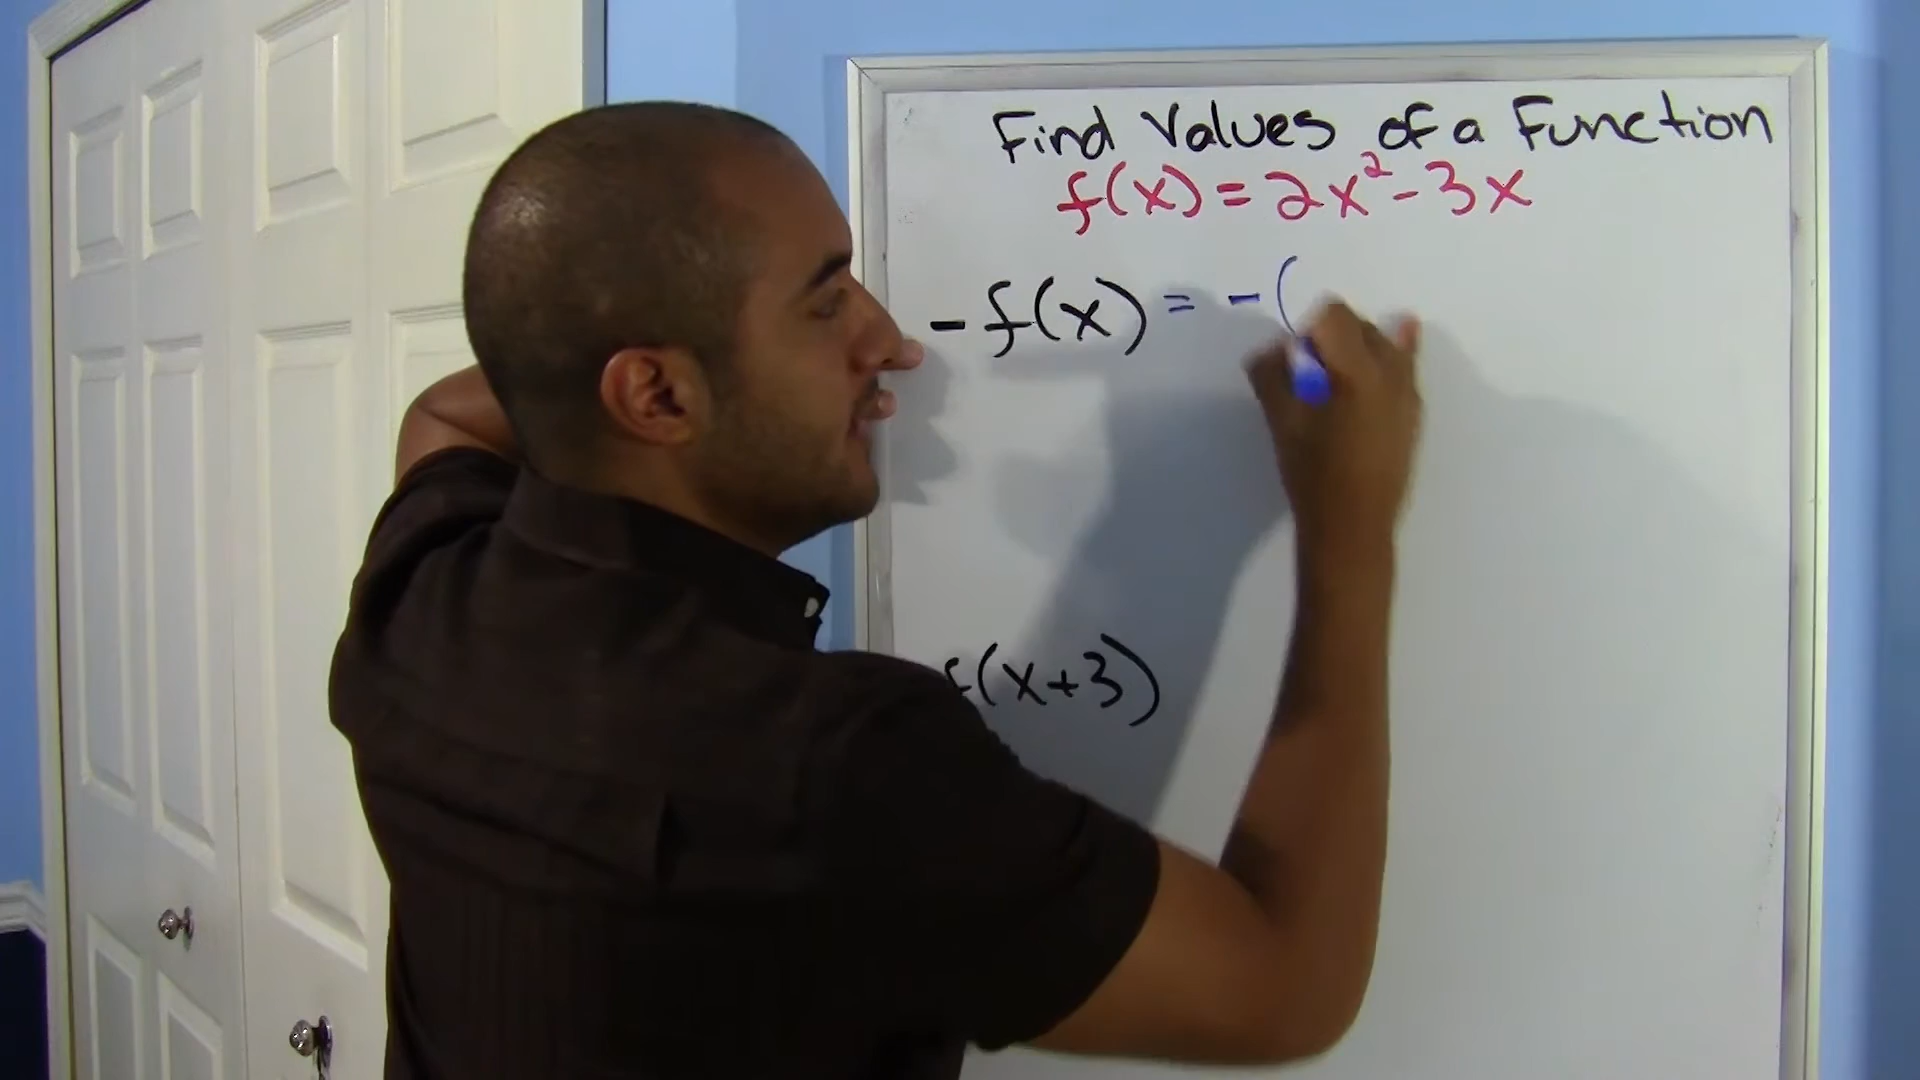 Find Values of a Function
f(x) = 2x² - 3x
- f(x) = - (
f(x+3)